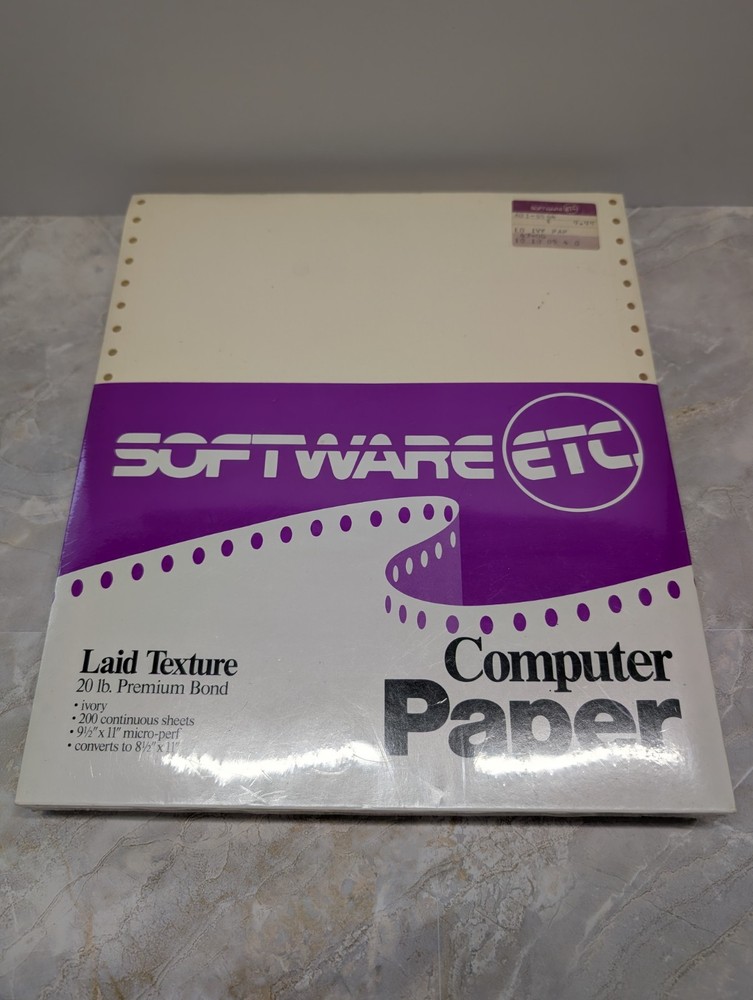 SOFTWARE ETC.
Laid Texture
20 lb. Premium Bond
• ivory
• 200 continuous sheets
• 9½" x 11" micro-perf
• converts to 8½" x 11"
Computer
Paper